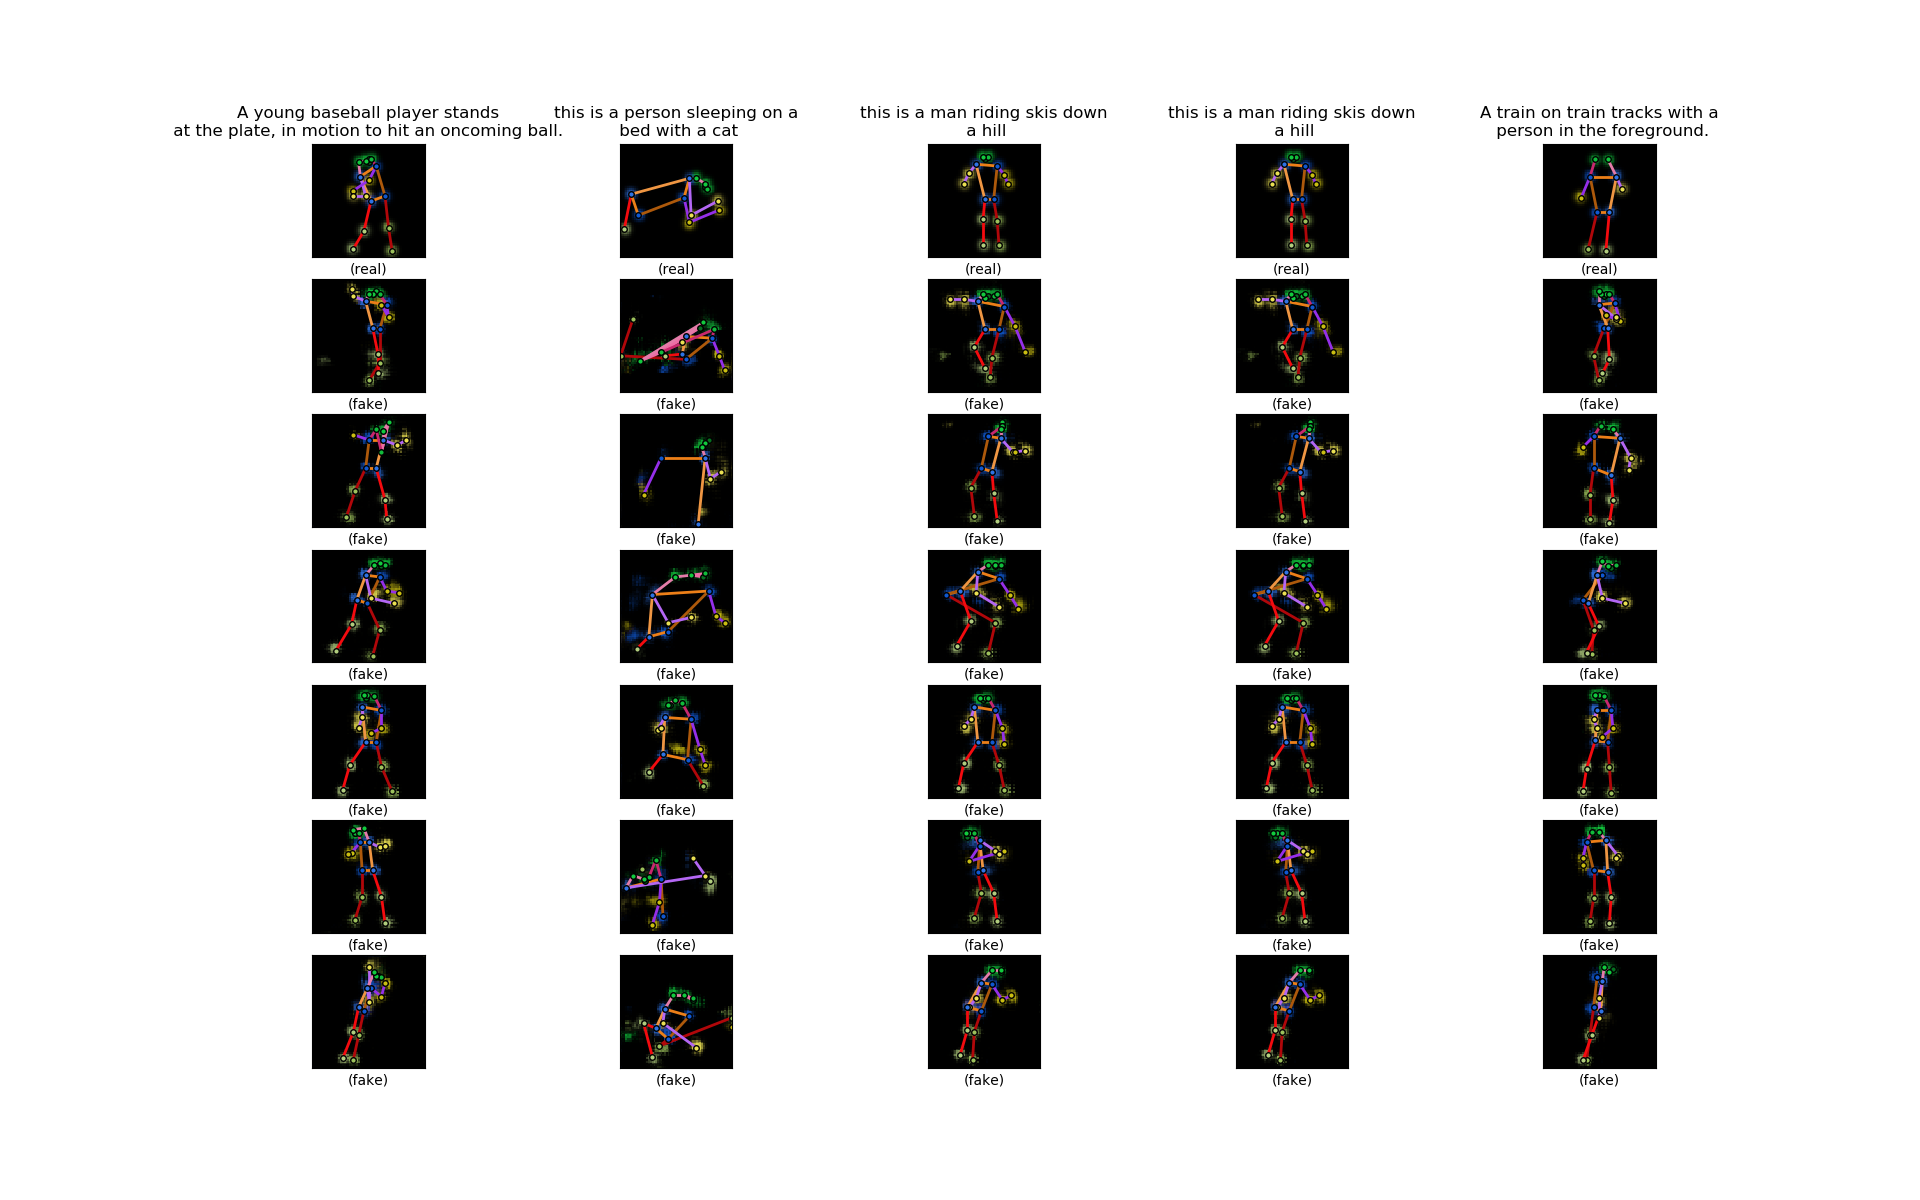 A young baseball player stands
at the plate, in motion to hit an oncoming ball.
this is a person sleeping on a
bed with a cat
this is a man riding skis down
a hill
this is a man riding skis down
a hill
A train on train tracks with a
person in the foreground.
(real) (real) (real) (real) (real)
(fake) (fake) (fake) (fake) (fake)
(fake) (fake) (fake) (fake) (fake)
(fake) (fake) (fake) (fake) (fake)
(fake) (fake) (fake) (fake) (fake)
(fake) (fake) (fake) (fake) (fake)
(fake) (fake) (fake) (fake) (fake)